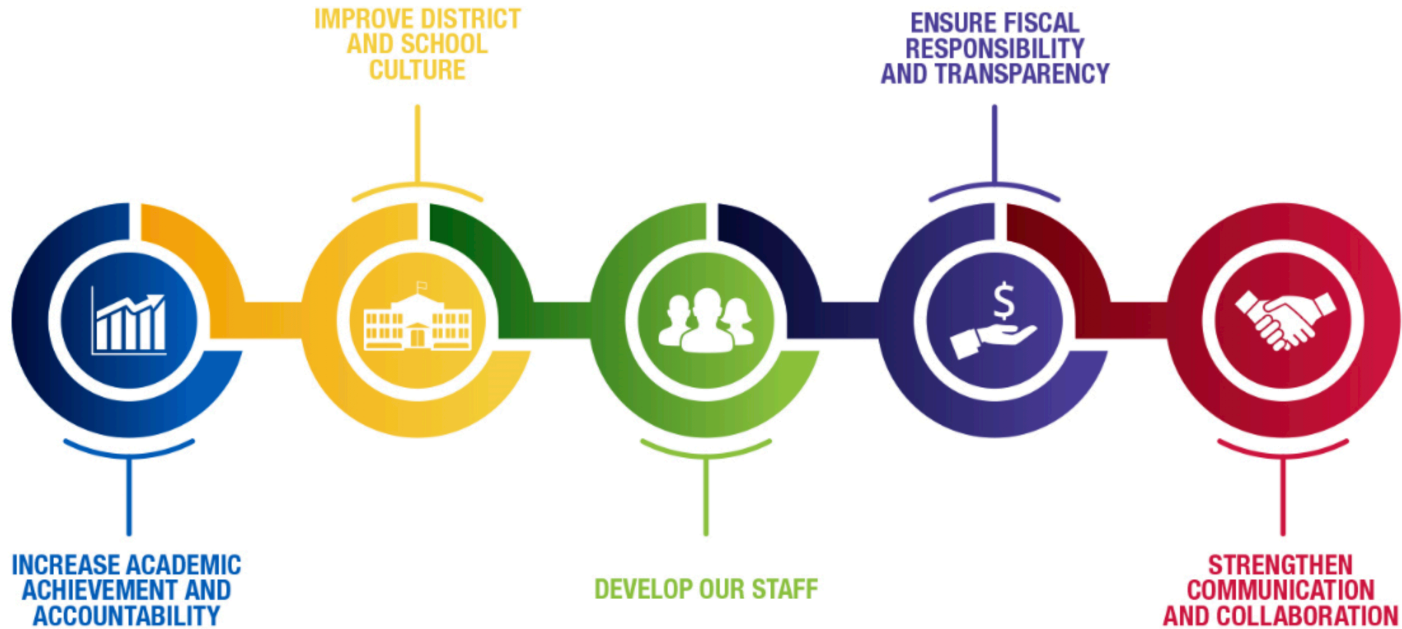 IMPROVE DISTRICT
AND SCHOOL
CULTURE
ENSURE FISCAL
RESPONSIBILITY
AND TRANSPARENCY
$
INCREASE ACADEMIC
ACHIEVEMENT AND
ACCOUNTABILITY
DEVELOP OUR STAFF
STRENGTHEN
COMMUNICATION
AND COLLABORATION